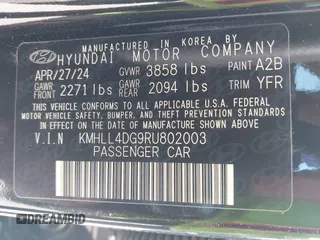 MANUFACTURED IN KOREA BY
HYUNDAI MOTOR COMPANY
APR/27/24 GVWR 3858 lbs PAINT A2B
GAWR FRONT 2271 lbs GAWR REAR 2094 lbs TRIM YFR
THIS VEHICLE CONFORMS TO ALL APPLICABLE U.S.A. FEDERAL
MOTOR VEHICLE SAFETY, BUMPER, AND THEFT PREVENTION STANDARDS
IN EFFECT ON THE DATE OF MANUFACTURE SHOWN ABOVE.
V.I.N KMHLL4DG9RU802003
PASSENGER CAR
DREAMBID